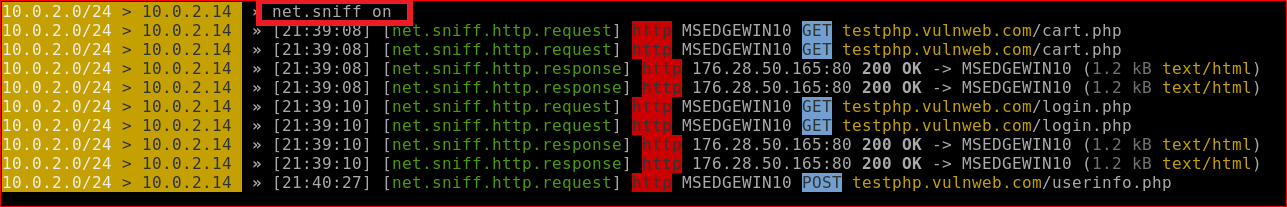 10.0.2.0/24 > 10.0.2.14 » net.sniff on
10.0.2.0/24 > 10.0.2.14 » [21:39:08] [net.sniff.http.request] http MSEDGEWIN10 GET testphp.vulnweb.com/cart.php
10.0.2.0/24 > 10.0.2.14 » [21:39:08] [net.sniff.http.request] http MSEDGEWIN10 GET testphp.vulnweb.com/cart.php
10.0.2.0/24 > 10.0.2.14 » [21:39:08] [net.sniff.http.response] http 176.28.50.165:80 200 OK -> MSEDGEWIN10 (1.2 kB text/html)
10.0.2.0/24 > 10.0.2.14 » [21:39:08] [net.sniff.http.response] http 176.28.50.165:80 200 OK -> MSEDGEWIN10 (1.2 kB text/html)
10.0.2.0/24 > 10.0.2.14 » [21:39:10] [net.sniff.http.request] http MSEDGEWIN10 GET testphp.vulnweb.com/login.php
10.0.2.0/24 > 10.0.2.14 » [21:39:10] [net.sniff.http.request] http MSEDGEWIN10 GET testphp.vulnweb.com/login.php
10.0.2.0/24 > 10.0.2.14 » [21:39:10] [net.sniff.http.response] http 176.28.50.165:80 200 OK -> MSEDGEWIN10 (1.2 kB text/html)
10.0.2.0/24 > 10.0.2.14 » [21:39:10] [net.sniff.http.response] http 176.28.50.165:80 200 OK -> MSEDGEWIN10 (1.2 kB text/html)
10.0.2.0/24 > 10.0.2.14 » [21:40:27] [net.sniff.http.request] http MSEDGEWIN10 POST testphp.vulnweb.com/userinfo.php